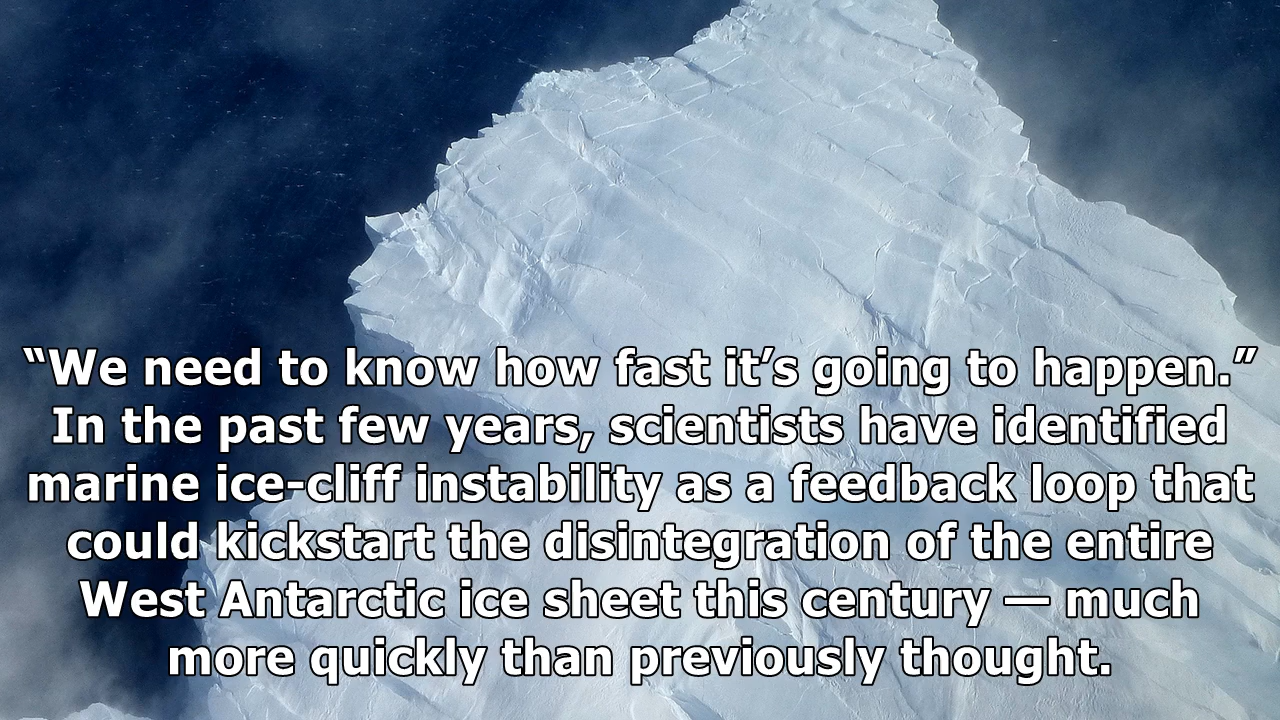 “We need to know how fast it’s going to happen.”
In the past few years, scientists have identified
marine ice-cliff instability as a feedback loop that
could kickstart the disintegration of the entire
West Antarctic ice sheet this century — much
more quickly than previously thought.